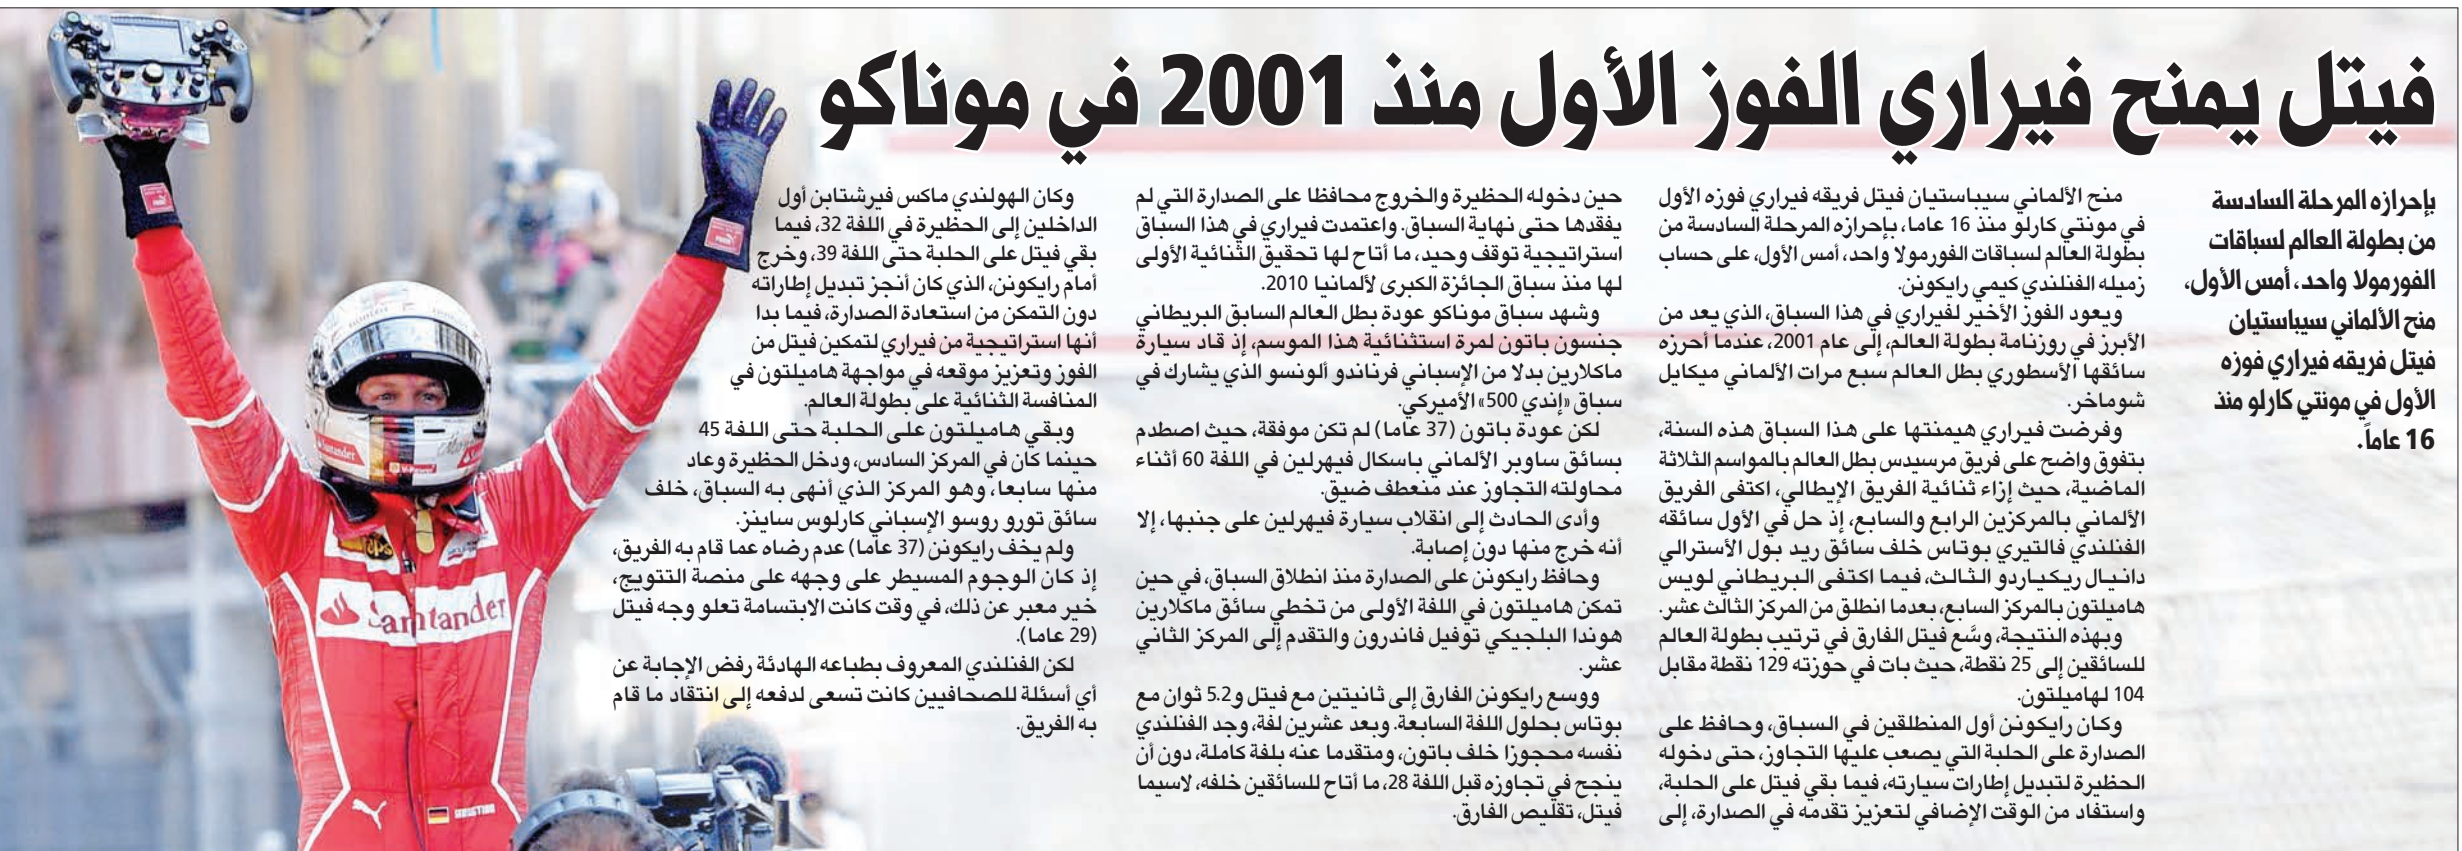 فيتل يمنح فيراري الفوز الأول منذ 2001 في موناكو
بإحرازه المرحلة السادسة
من بطولة العالم لسباقات
الفورمولا واحد، أمس الأول،
منح الألماني سيباستيان
فيتل فريقه فيراري فوزه
الأول في مونتي كارلو منذ
16 عاماً.
منح الألماني سيباستيان فيتل فريقه فيراري فوزه الأول
في مونتي كارلو منذ 16 عاما، بإحرازه المرحلة السادسة من
بطولة العالم لسباقات الفورمولا واحد، أمس الأول، على حساب
زميله الفنلندي كيمي رايكونن.
ويعود الفوز الأخير لفيراري في هذا السباق، الذي يعد من
الأبرز في روزنامة بطولة العالم، إلى عام 2001، عندما أحرزه
سائقها الأسطوري بطل العالم سبع مرات الألماني ميكايل
شوماخر.
وفرضت فيراري هيمنتها على هذا السباق هذه السنة،
بتفوق واضح على فريق مرسيدس بطل العالم بالمواسم الثلاثة
الماضية، حيث إزاء ثنائية الفريق الإيطالي، اكتفى الفريق
الألماني بالمركزين الرابع والسابع، إذ حل في الأول سائقه
الفنلندي فالتيري بوتاس خلف سائق ريد بول الأسترالي
دانيال ريكياردو الثالث، فيما اكتفى البريطاني لويس
هاميلتون بالمركز السابع، بعدما انطلق من المركز الثالث عشر.
وبهذه النتيجة، وسَّع فيتل الفارق في ترتيب بطولة العالم
للسائقين إلى 25 نقطة، حيث بات في حوزته 129 نقطة مقابل
104 لهاميلتون.
وكان رايكونن أول المنطلقين في السباق، وحافظ على
الصدارة على الحلبة التي يصعب عليها التجاوز، حتى دخوله
الحظيرة لتبديل إطارات سيارته، فيما بقي فيتل على الحلبة،
واستفاد من الوقت الإضافي لتعزيز تقدمه في الصدارة، إلى
حين دخوله الحظيرة والخروج محافظا على الصدارة التي لم
يفقدها حتى نهاية السباق. واعتمدت فيراري في هذا السباق
استراتيجية توقف وحيد، ما أتاح لها تحقيق الثنائية الأولى
لها منذ سباق الجائزة الكبرى لألمانيا 2010.
وشهد سباق موناكو عودة بطل العالم السابق البريطاني
جنسون باتون لمرة استثنائية هذا الموسم، إذ قاد سيارة
ماكلارين بدلا من الإسباني فرناندو ألونسو الذي يشارك في
سباق «إندي 500» الأميركي.
لكن عودة باتون (37 عاما) لم تكن موفقة، حيث اصطدم
بسائق ساوبر الألماني باسكال فيهرلين في اللفة 60 أثناء
محاولته التجاوز عند منعطف ضيق.
وأدى الحادث إلى انقلاب سيارة فيهرلين على جنبها، إلا
أنه خرج منها دون إصابة.
وحافظ رايكونن على الصدارة منذ انطلاق السباق، في حين
تمكن هاميلتون في اللفة الأولى من تخطي سائق ماكلارين
هوندا البلجيكي توفيل فاندرون والتقدم إلى المركز الثاني
عشر.
ووسع رايكونن الفارق إلى ثانيتين مع فيتل و5.2 ثوان مع
بوتاس بحلول اللفة السابعة. وبعد عشرين لفة، وجد الفنلندي
نفسه محجوزا خلف باتون، ومتقدما عنه بلفة كاملة، دون أن
ينجح في تجاوزه قبل اللفة 28، ما أتاح للسائقين خلفه، لاسيما
فيتل، تقليص الفارق.
وكان الهولندي ماكس فيرشتابن أول
الداخلين إلى الحظيرة في اللفة 32، فيما
بقي فيتل على الحلبة حتى اللفة 39، وخرج
أمام رايكونن، الذي كان أنجز تبديل إطاراته
دون التمكن من استعادة الصدارة، فيما بدا
أنها استراتيجية من فيراري لتمكين فيتل من
الفوز وتعزيز موقعه في مواجهة هاميلتون في
المنافسة الثنائية على بطولة العالم.
وبقي هاميلتون على الحلبة حتى اللفة 45
حينما كان في المركز السادس، ودخل الحظيرة وعاد
منها سابعا، وهو المركز الذي أنهى به السباق، خلف
سائق تورو روسو الإسباني كارلوس ساينز.
ولم يخف رايكونن (37 عاما) عدم رضاه عما قام به الفريق،
إذ كان الوجوم المسيطر على وجهه على منصة التتويج،
خير معبر عن ذلك، في وقت كانت الابتسامة تعلو وجه فيتل
(29 عاما).
لكن الفنلندي المعروف بطباعه الهادئة رفض الإجابة عن
أي أسئلة للصحافيين كانت تسعى لدفعه إلى انتقاد ما قام
به الفريق.
Santander
Santander
ups